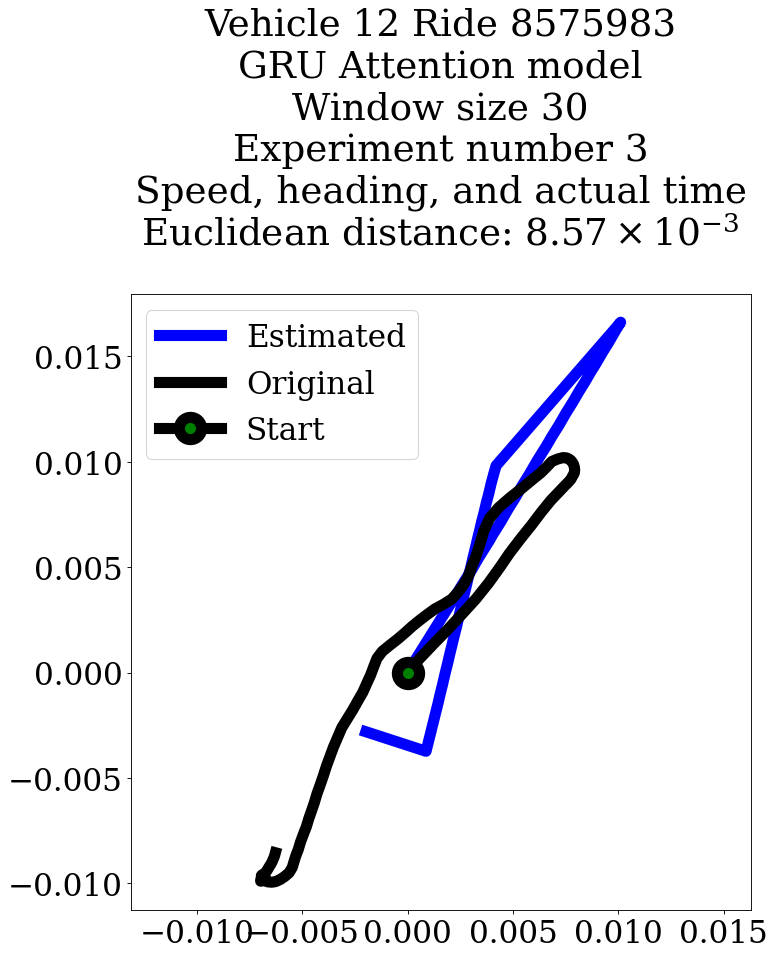 Vehicle 12 Ride 8575983
GRU Attention model
Window size 30
Experiment number 3
Speed, heading, and actual time
Euclidean distance: 8.57 × 10⁻³
Estimated
Original
Start
0.015
0.010
0.005
0.000
−0.005
−0.010
−0.010 −0.005 0.000 0.005 0.010 0.015